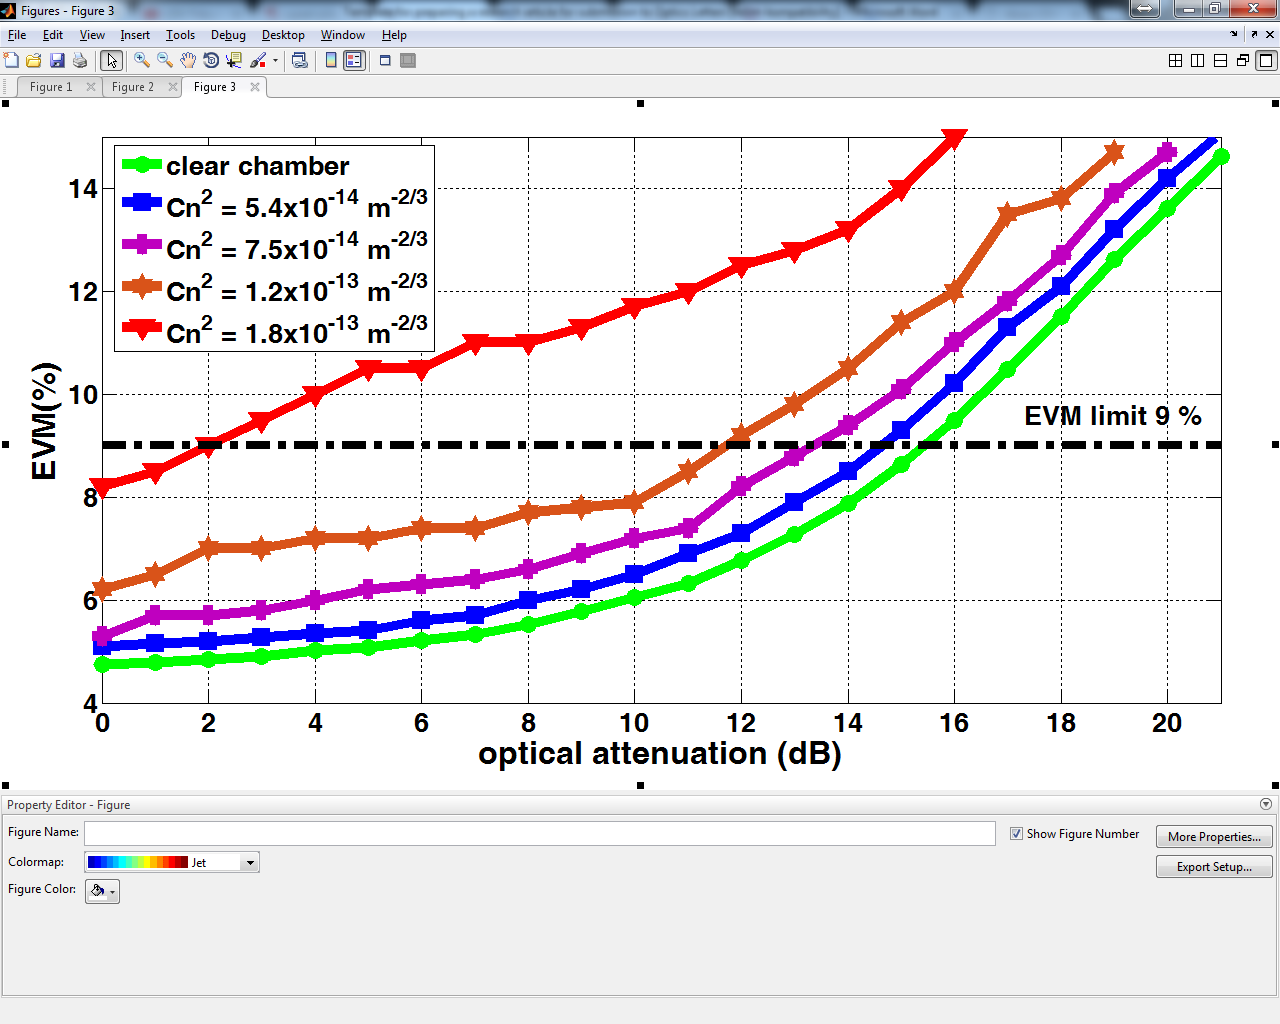 Figures - Figure 3
File Edit View Insert Tools Debug Desktop Window Help
Figure 1 Figure 2 Figure 3
clear chamber
Cn² = 5.4x10⁻¹⁴ m⁻²/³
Cn² = 7.5x10⁻¹⁴ m⁻²/³
Cn² = 1.2x10⁻¹³ m⁻²/³
Cn² = 1.8x10⁻¹³ m⁻²/³
14
12
10
8
6
4
EVM(%)
EVM limit 9 %
0 2 4 6 8 10 12 14 16 18 20
optical attenuation (dB)
Property Editor - Figure
Figure Name:
Show Figure Number
More Properties...
Colormap:
Jet
Export Setup...
Figure Color: